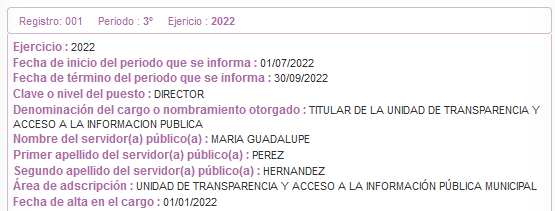 Registro: 001 Periodo : 3º Ejericio : 2022
Ejercicio : 2022
Fecha de inicio del periodo que se informa : 01/07/2022
Fecha de término del periodo que se informa : 30/09/2022
Clave o nivel del puesto : DIRECTOR
Denominación del cargo o nombramiento otorgado : TITULAR DE LA UNIDAD DE TRANSPARENCIA Y
ACCESO A LA INFORMACION PUBLICA
Nombre del servidor(a) público(a) : MARIA GUADALUPE
Primer apellido del servidor(a) público(a) : PEREZ
Segundo apellido del servidor(a) público(a) : HERNANDEZ
Área de adscripción : UNIDAD DE TRANSPARENCIA Y ACCESO A LA INFORMACIÓN PÚBLICA MUNICIPAL
Fecha de alta en el cargo : 01/01/2022